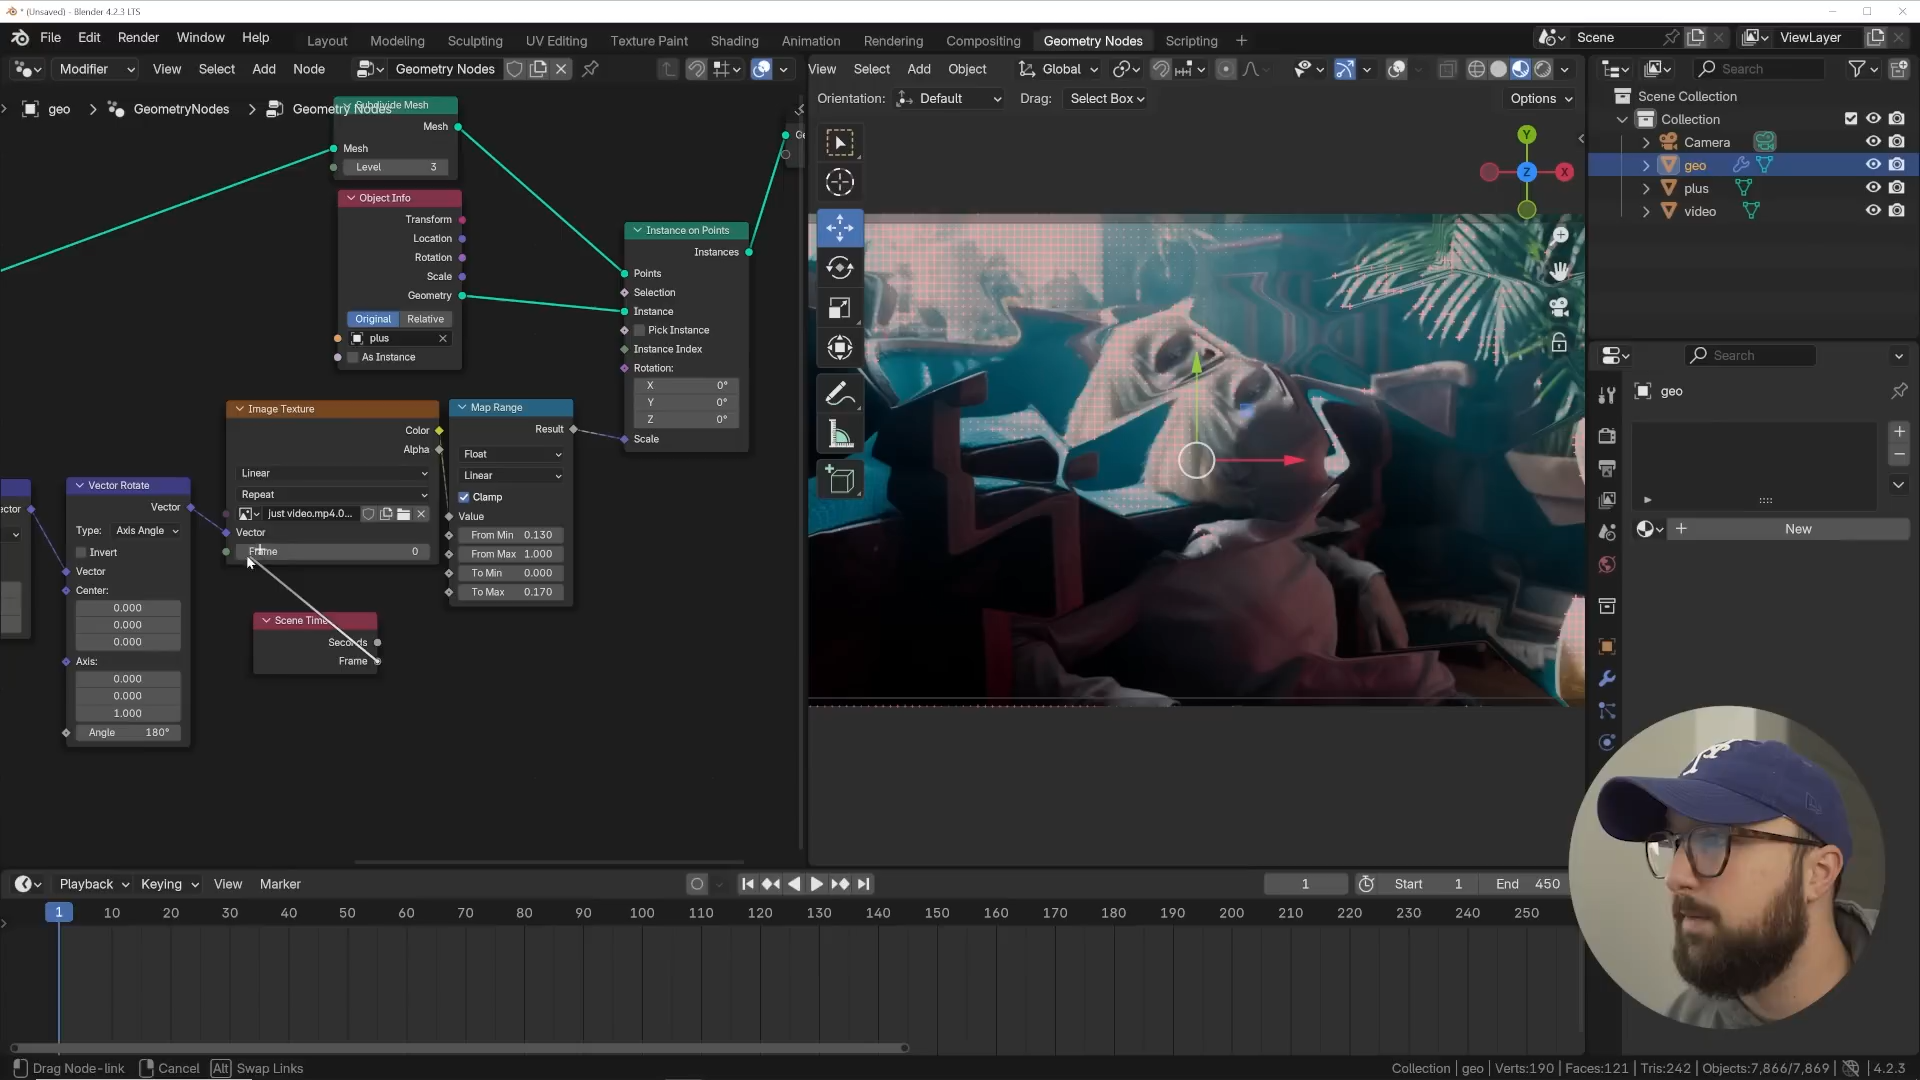 * (Unsaved) - Blender 4.2.3 LTS
File Edit Render Window Help
Layout Modeling Sculpting UV Editing Texture Paint Shading Animation Rendering Compositing Geometry Nodes Scripting +
Scene
ViewLayer
Modifier View Select Add Node Geometry Nodes
View Select Add Object Global
Search
geo > GeometryNodes > Geometry Nodes
Orientation: Default Drag: Select Box
Options
Scene Collection
Collection
Camera
geo
plus
video
Search
geo
New
Subdivide Mesh
Mesh
Mesh
Level 3
Object Info
Transform
Location
Rotation
Scale
Geometry
Original Relative
plus
As Instance
Instance on Points
Instances
Points
Selection
Instance
Pick Instance
Instance Index
Rotation:
X 0°
Y 0°
Z 0°
Scale
Ge
Image Texture
Color
Alpha
Linear
Repeat
just video.mp4.0...
Vector
Frame 0
Map Range
Result
Float
Linear
Clamp
Value
From Min 0.130
From Max 1.000
To Min 0.000
To Max 0.170
Vector Rotate
Vector
Type: Axis Angle
Invert
Vector
Center:
0.000
0.000
0.000
Axis:
0.000
0.000
1.000
Angle 180°
ector
Scene Time
Seconds
Frame
Y
Z
X
Playback Keying View Marker
1 Start 1 End 450
1 10 20 30 40 50 60 70 80 90 100 110 120 130 140 150 160 170 180 190 200 210 220 230 240 250
Drag Node-link Cancel Alt Swap Links
Collection | geo | Verts:190 | Faces:121 | Tris:242 | Objects:7,866/7,869 | 4.2.3